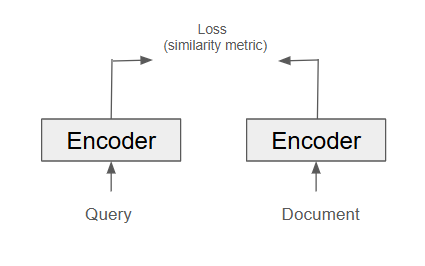 Loss
(similarity metric)
Encoder
Encoder
Query
Document